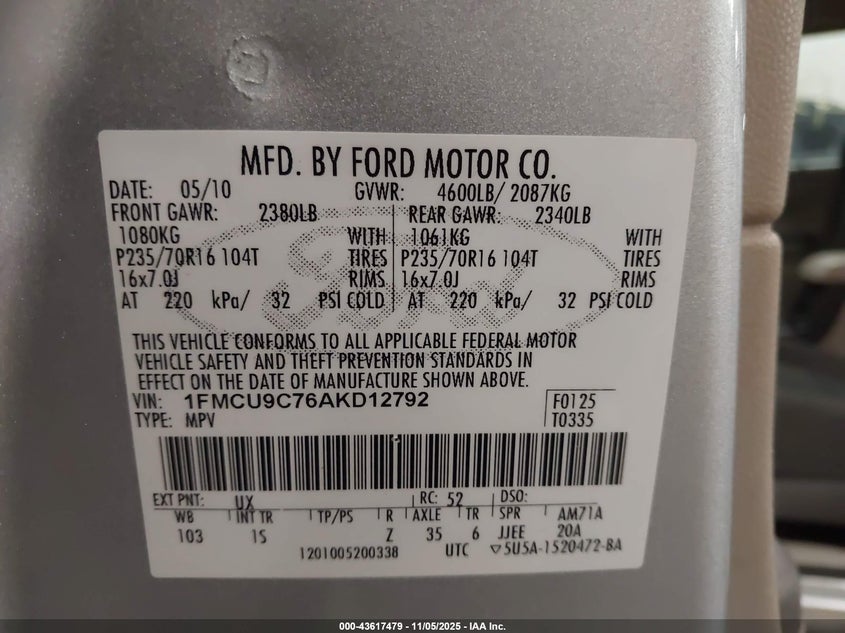 MFD. BY FORD MOTOR CO.
DATE: 05/10 GVWR: 4600LB/ 2087KG
FRONT GAWR: 2380LB REAR GAWR: 2340LB
1080KG WITH 1061KG WITH
P235/70R16 104T TIRES P235/70R16 104T TIRES
16x7.0J RIMS 16x7.0J RIMS
AT 220 kPa/ 32 PSI COLD AT 220 kPa/ 32 PSI COLD
THIS VEHICLE CONFORMS TO ALL APPLICABLE FEDERAL MOTOR
VEHICLE SAFETY AND THEFT PREVENTION STANDARDS IN
EFFECT ON THE DATE OF MANUFACTURE SHOWN ABOVE.
VIN: 1FMCU9C76AKD12792 F0125
TYPE: MPV T0335
EXT PNT: UX RC: 52 DSO:
WB INT TR TP/PS R AXLE TR SPR AM71A
103 IS Z 35 6 JJEE 20A
1201005200338 UTC ▽5U5A-1520472-BA
000-43617479 - 11/05/2025 - IAA Inc.